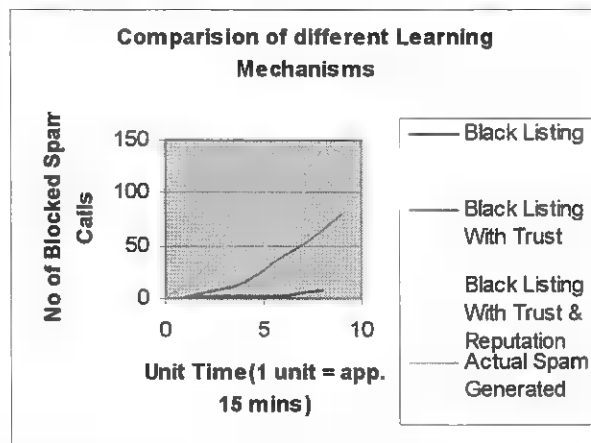 Comparision of different Learning
Mechanisms
No of Blocked Spam
Calls
150
100
50
0
0
5
10
Unit Time(1 unit = app.
15 mins)
Black Listing
Black Listing
With Trust
Black Listing
With Trust &
Reputation
Actual Spam
Generated